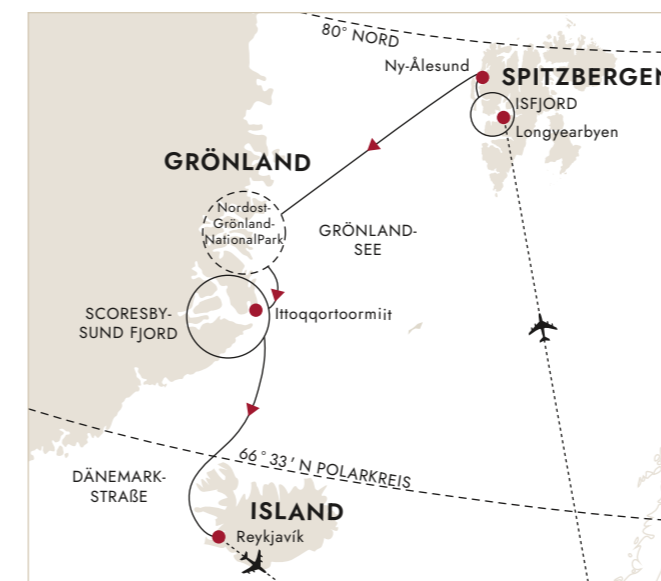 80° NORD
Ny-Ålesund
SPITZBERGEN
ISFJORD
Longyearbyen
GRÖNLAND
Nordost-
Grönland-
NationalPark
GRÖNLAND-
SEE
SCORESBY-
SUND FJORD
Ittoqqortoormiit
66° 33' N POLARKREIS
DÄNEMARK-
STRAßE
ISLAND
Reykjavík